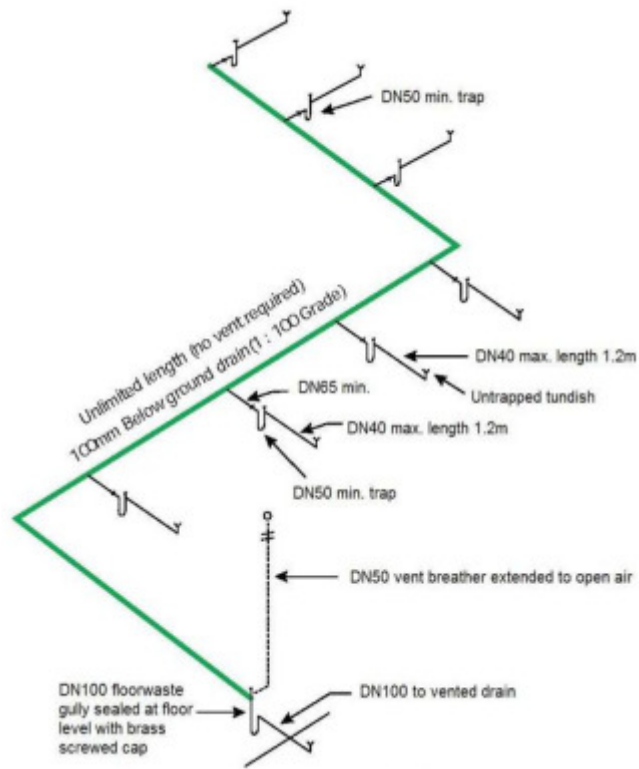 DN50 min. trap
Unlimited length (no vent required)
100mm Below ground drain (1 : 100 Grade)
DN40 max. length 1.2m
DN65 min.
Untrapped tundish
DN40 max. length 1.2m
DN50 min. trap
DN50 vent breather extended to open air
DN100 floorwaste
gully sealed at floor
level with brass
screwed cap
DN100 to vented drain